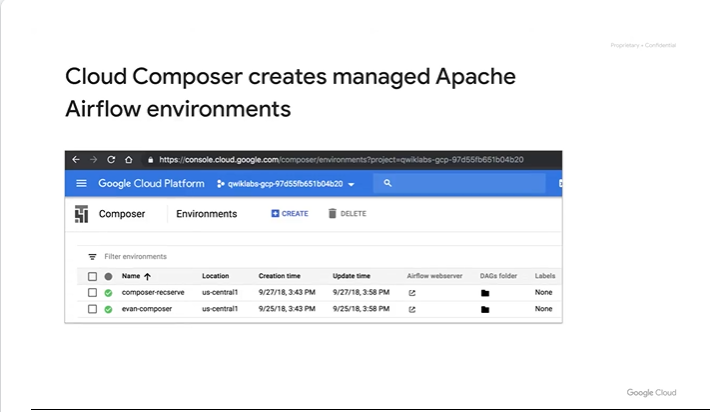 Proprietary + Confidential
Cloud Composer creates managed Apache
Airflow environments
https://console.cloud.google.com/composer/environments?project=qwiklabs-gcp-97d55fb651b04b20
Google Cloud Platform qwiklabs-gcp-97d55fb651b04b20
Composer Environments CREATE DELETE
Filter environments
Name Location Creation time Update time Airflow webserver DAGs folder Labels
composer-recserve us-central1 9/27/18, 3:43 PM 9/27/18, 3:58 PM None
evan-composer us-central1 9/25/18, 3:43 PM 9/25/18, 3:58 PM None
Google Cloud